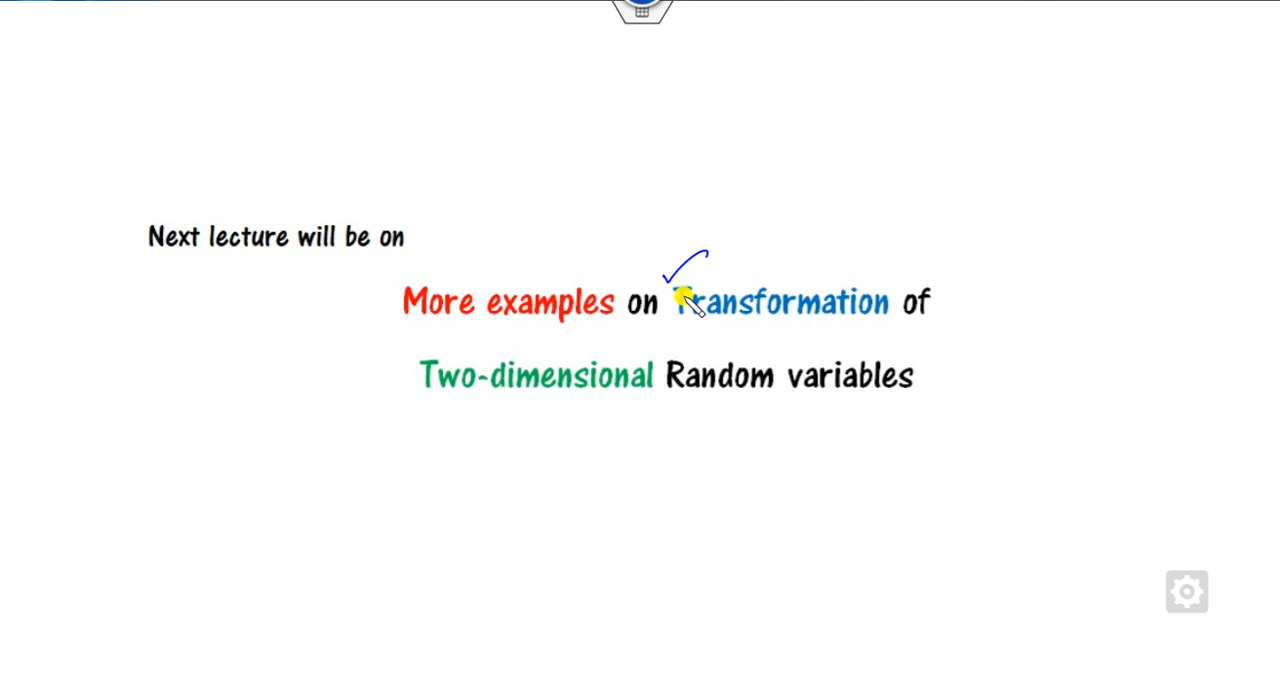 Next lecture will be on
More examples on Transformation of
Two-dimensional Random variables